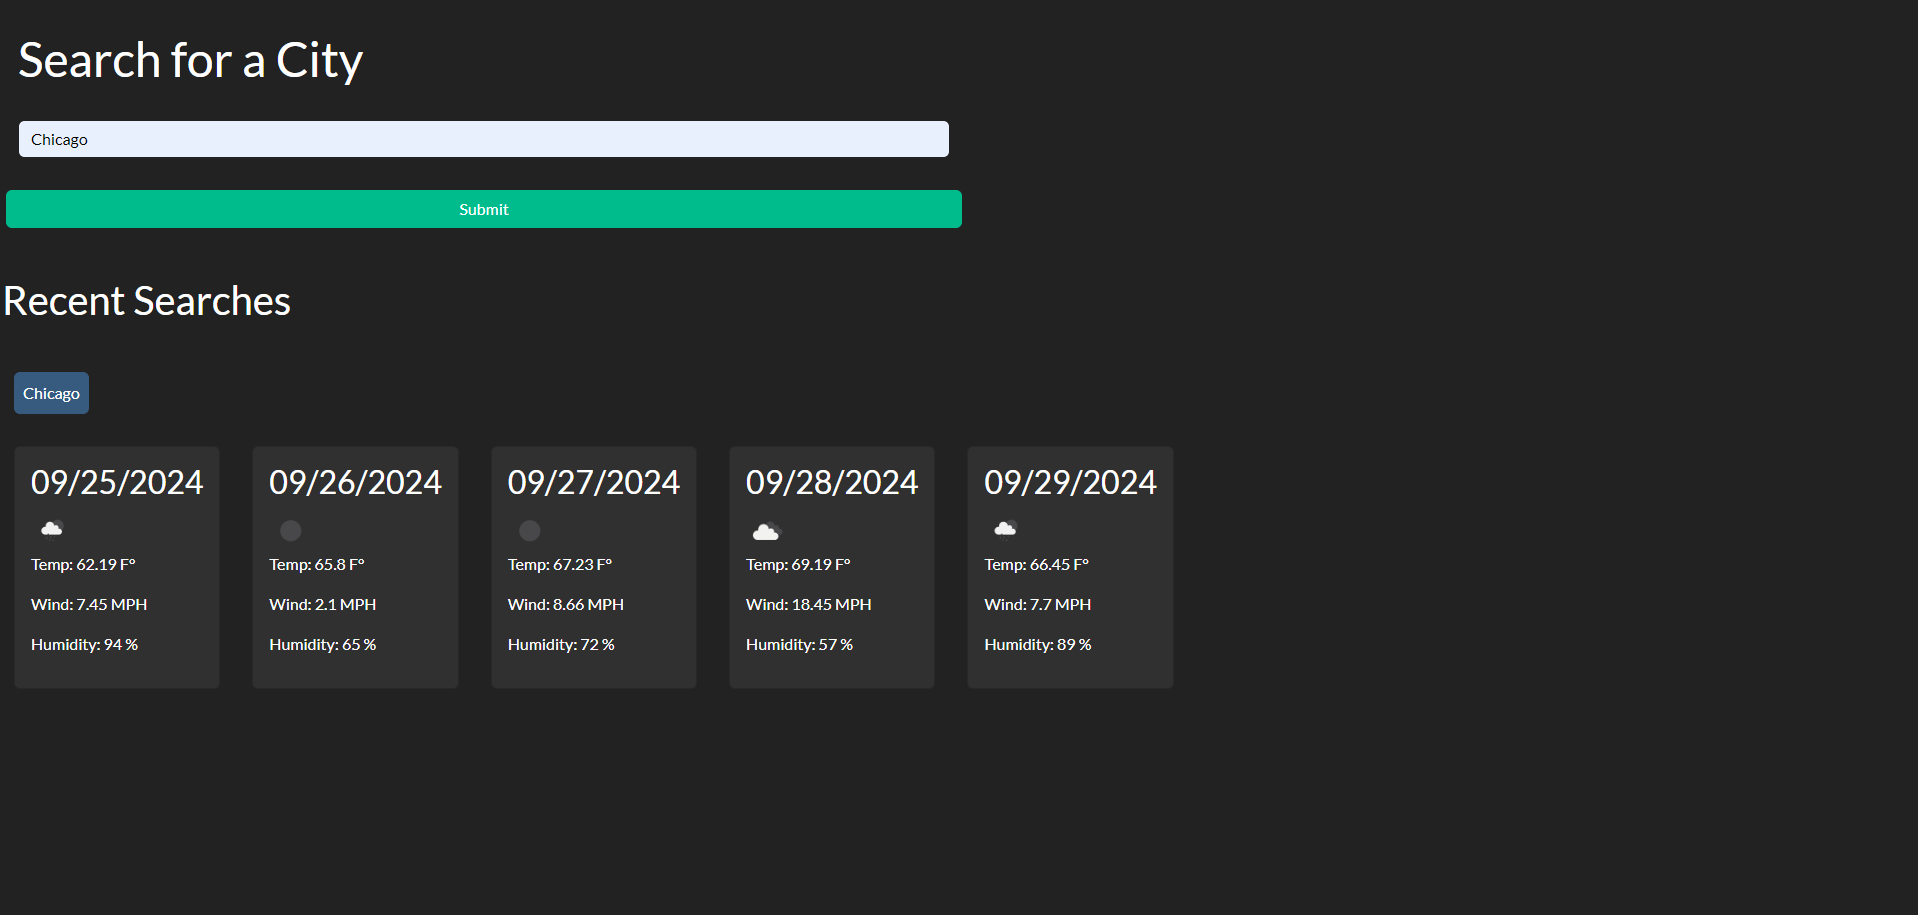 Search for a City
Chicago
Submit
Recent Searches
Chicago
09/25/2024
Temp: 62.19 F°
Wind: 7.45 MPH
Humidity: 94 %
09/26/2024
Temp: 65.8 F°
Wind: 2.1 MPH
Humidity: 65 %
09/27/2024
Temp: 67.23 F°
Wind: 8.66 MPH
Humidity: 72 %
09/28/2024
Temp: 69.19 F°
Wind: 18.45 MPH
Humidity: 57 %
09/29/2024
Temp: 66.45 F°
Wind: 7.7 MPH
Humidity: 89 %